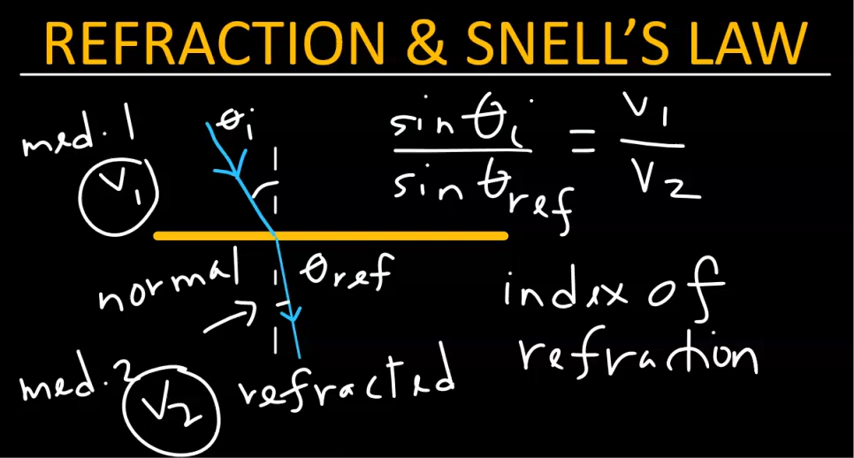 REFRACTION & SNELL'S LAW
med. 1
V1
θi
sin θi / sin θref = V1 / V2
normal
θref
index of
refraction
med. 2
V2
refracted